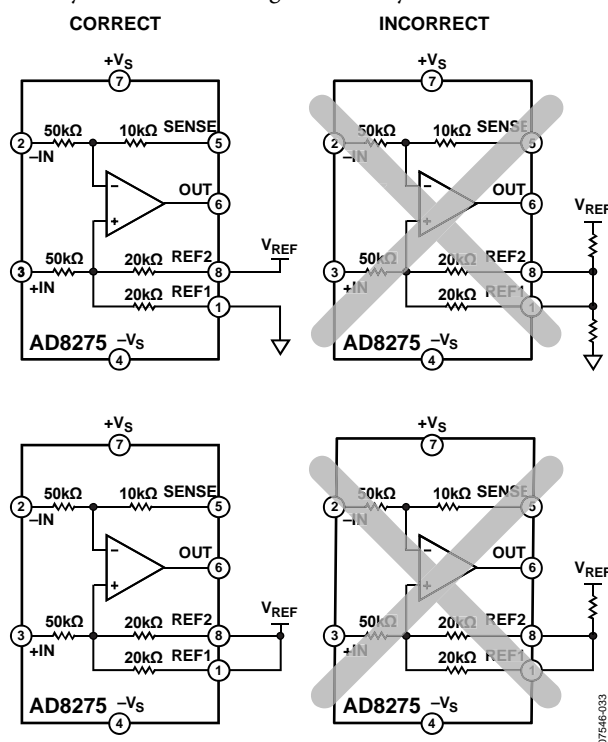 CORRECT
+VS
7
2
50kΩ
10kΩ
SENSE
5
–IN
–
OUT
6
+
VREF
3
50kΩ
20kΩ
REF2
8
+IN
20kΩ
REF1
1
AD8275
–VS
4
INCORRECT
+VS
7
2
50kΩ
10kΩ
SENSE
5
–IN
–
OUT
6
+
VREF
3
50kΩ
20kΩ
REF2
8
+IN
20kΩ
REF1
1
AD8275
–VS
4
+VS
7
2
50kΩ
10kΩ
SENSE
5
–IN
–
OUT
6
+
VREF
3
50kΩ
20kΩ
REF2
8
+IN
20kΩ
REF1
1
AD8275
–VS
4
+VS
7
2
50kΩ
10kΩ
SENSE
5
–IN
–
OUT
6
+
VREF
3
50kΩ
20kΩ
REF2
8
+IN
20kΩ
REF1
1
AD8275
–VS
4
07546-033